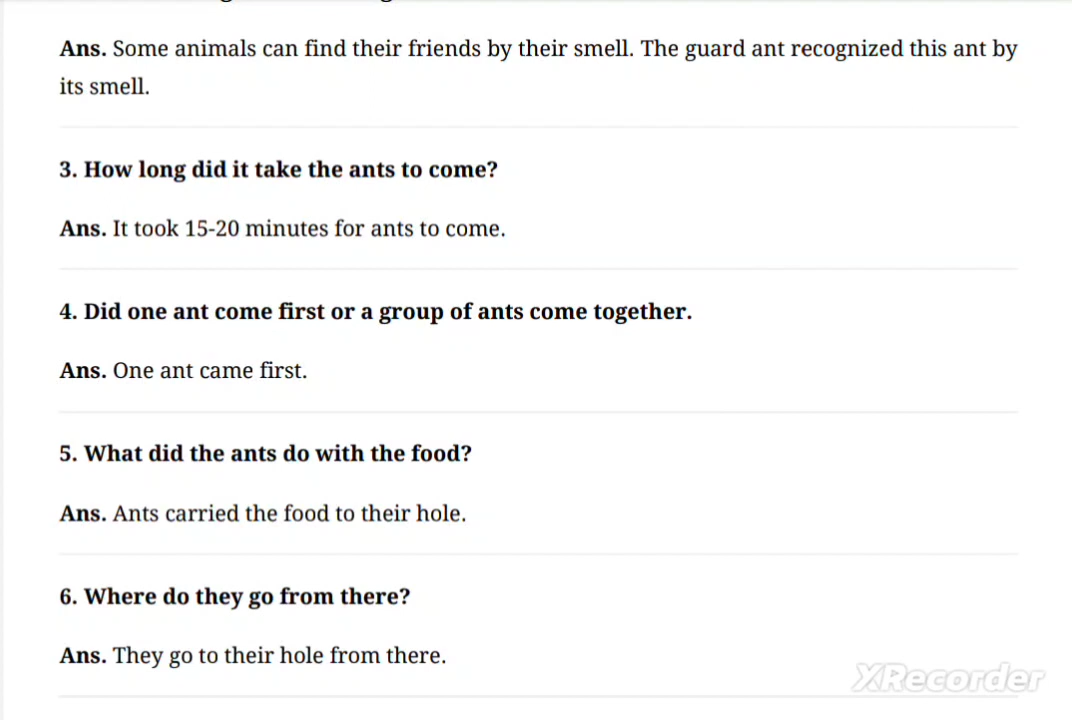 Ans. Some animals can find their friends by their smell. The guard ant recognized this ant by
its smell.
3. How long did it take the ants to come?
Ans. It took 15-20 minutes for ants to come.
4. Did one ant come first or a group of ants come together.
Ans. One ant came first.
5. What did the ants do with the food?
Ans. Ants carried the food to their hole.
6. Where do they go from there?
Ans. They go to their hole from there.
XRecorder